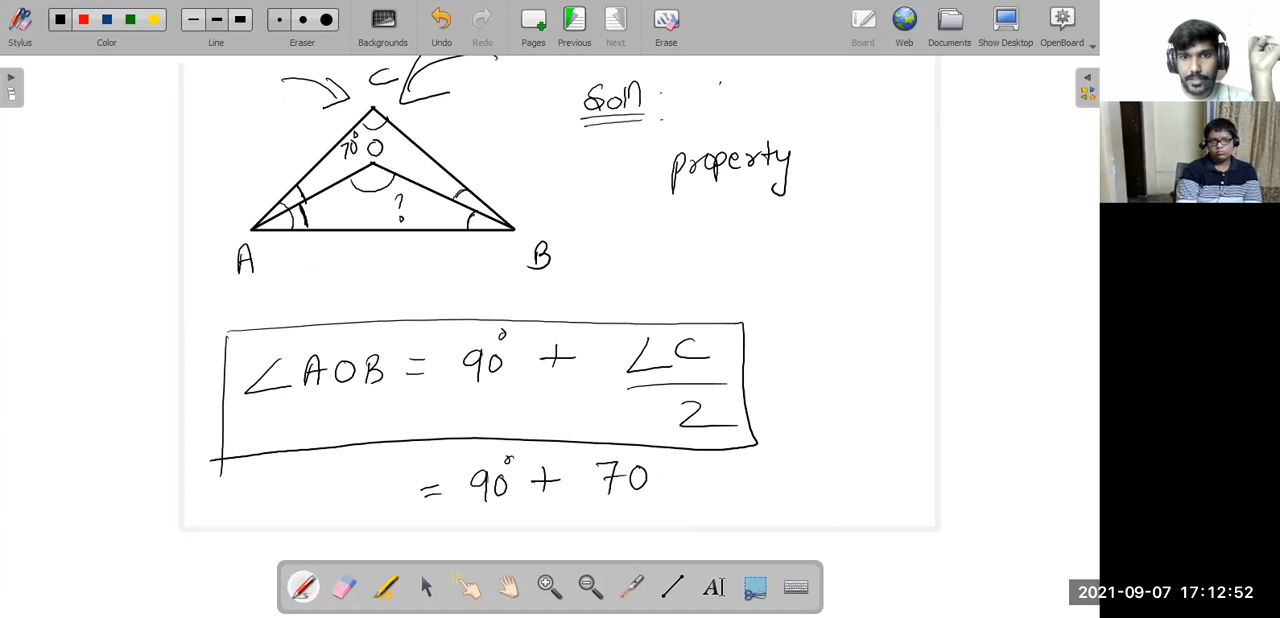 Stylus Color Line Eraser Backgrounds Undo Redo Pages Previous Next Erase Board Web Documents Show Desktop OpenBoard
C
70° O
?
A B
Soln :
property
∠AOB = 90° + ∠C / 2
= 90° + 70
2021-09-07 17:12:52